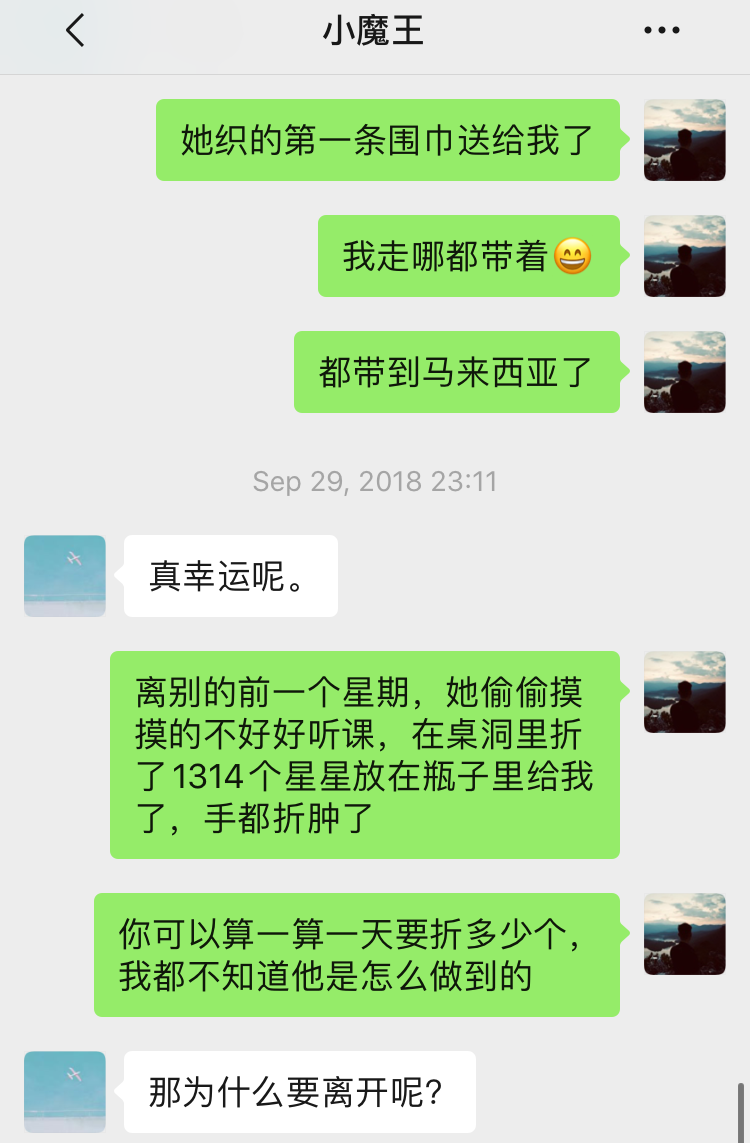 小魔王
她织的第一条围巾送给我了
我走哪都带着😄
都带到马来西亚了
Sep 29, 2018 23:11
真幸运呢。
离别的前一个星期，她偷偷摸
摸的不好好听课，在桌洞里折
了1314个星星放在瓶子里给我
了，手都折肿了
你可以算一算一天要折多少个，
我都不知道他是怎么做到的
那为什么要离开呢?